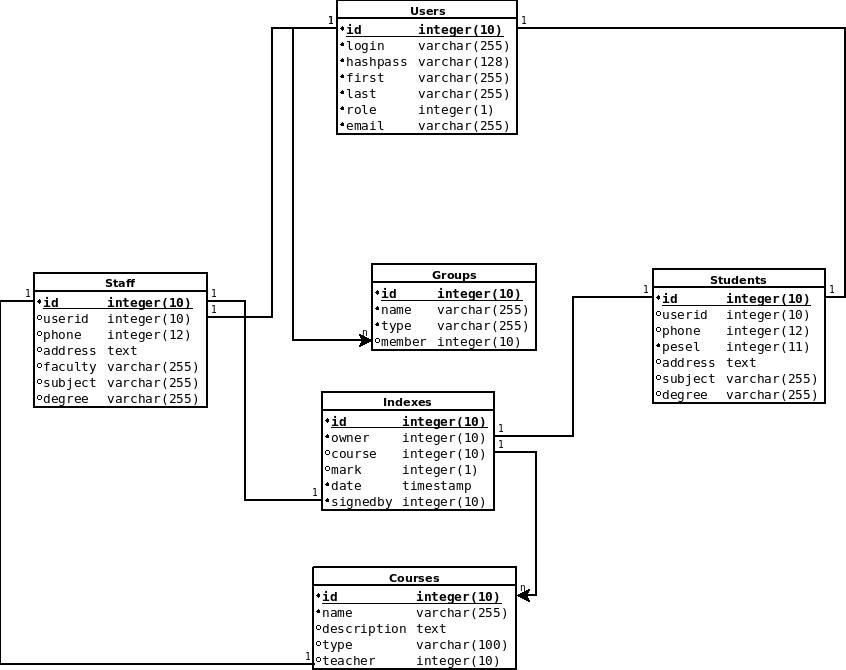 Users
1
1
id integer(10)
login varchar(255)
hashpass varchar(128)
first varchar(255)
last varchar(255)
role integer(1)
email varchar(255)
Staff
1
1
id integer(10)
1
userid integer(10)
phone integer(12)
address text
faculty varchar(255)
subject varchar(255)
degree varchar(255)
Groups
id integer(10)
name varchar(255)
type varchar(255)
n
member integer(10)
Students
1
1
id integer(10)
userid integer(10)
phone integer(12)
pesel integer(11)
address text
subject varchar(255)
degree varchar(255)
Indexes
id integer(10)
1
owner integer(10)
1
course integer(10)
mark integer(1)
date timestamp
1
signedby integer(10)
Courses
n
id integer(10)
name varchar(255)
description text
type varchar(100)
1
teacher integer(10)